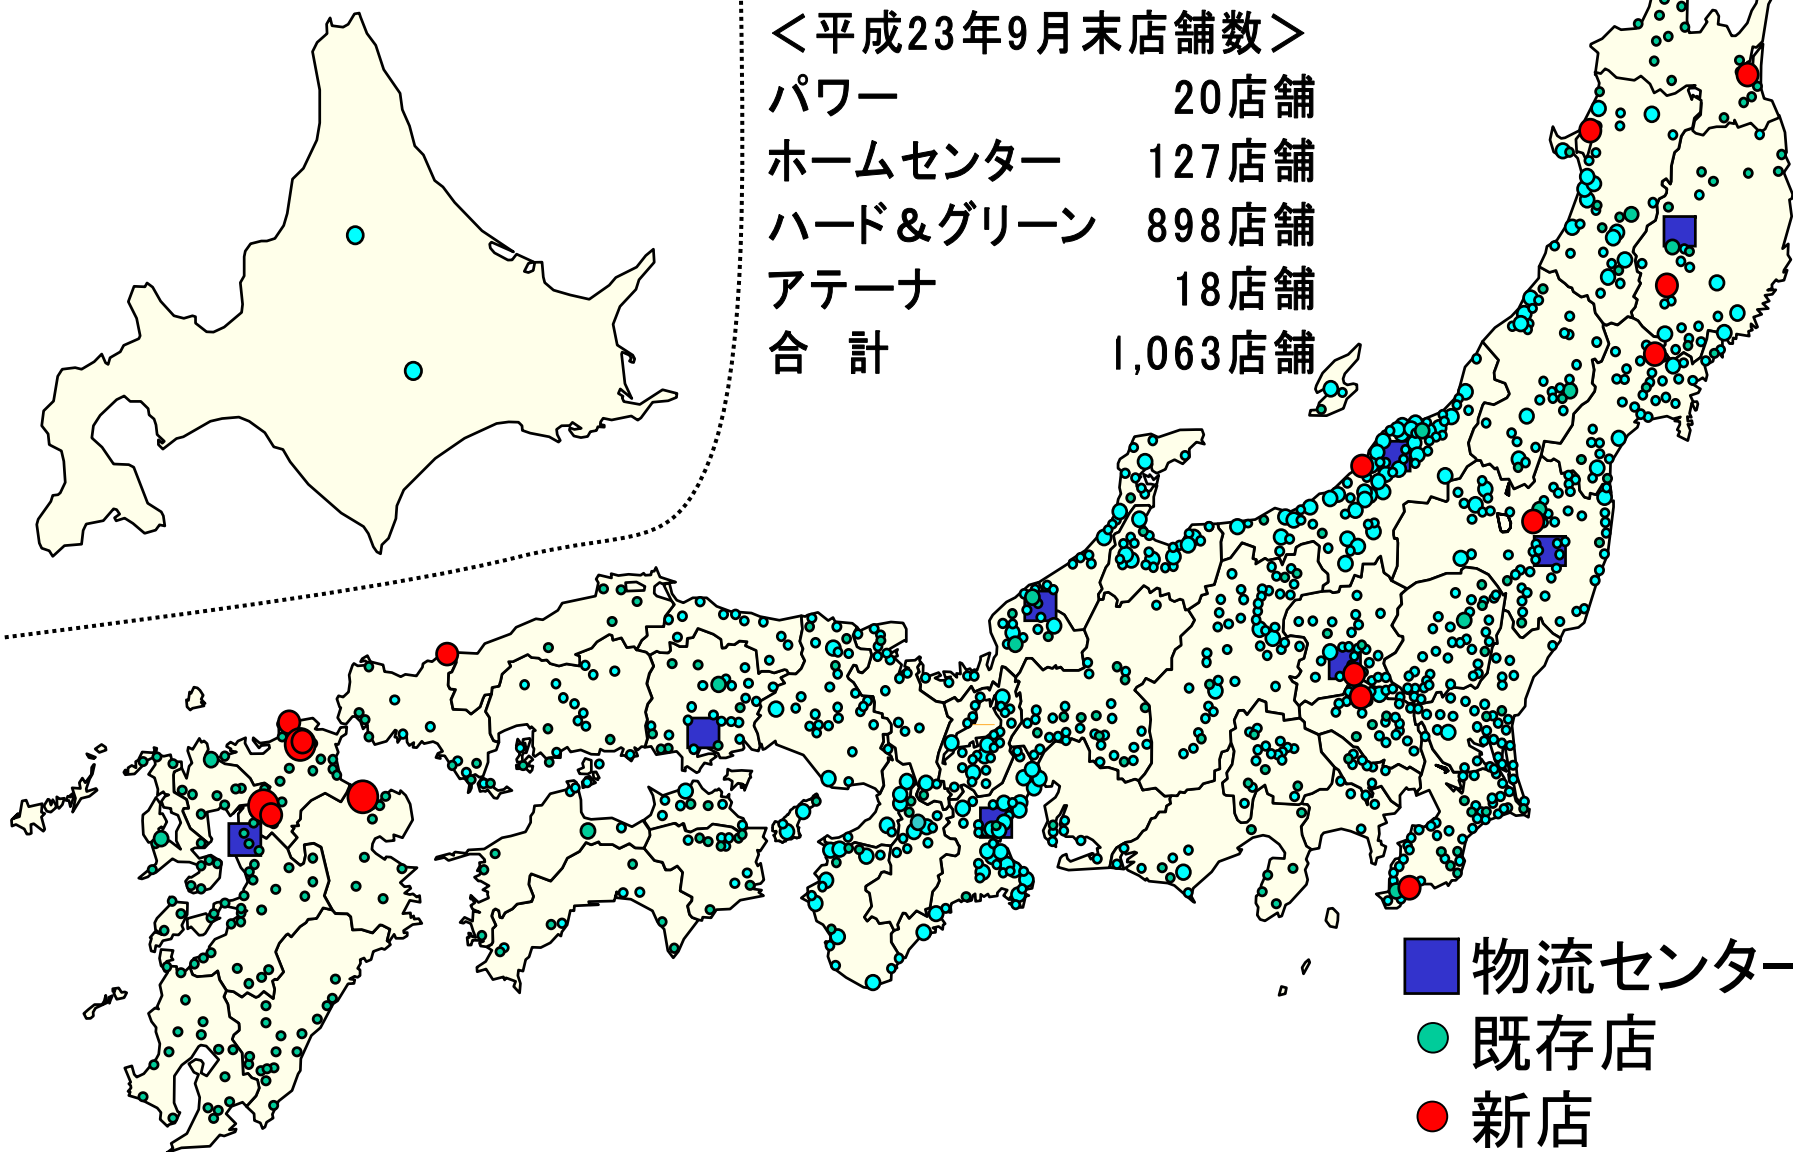 ＜平成23年9月末店舗数＞
パワー 20店舗
ホームセンター 127店舗
ハード＆グリーン 898店舗
アテーナ 18店舗
合 計 1,063店舗
物流センター
既存店
新店